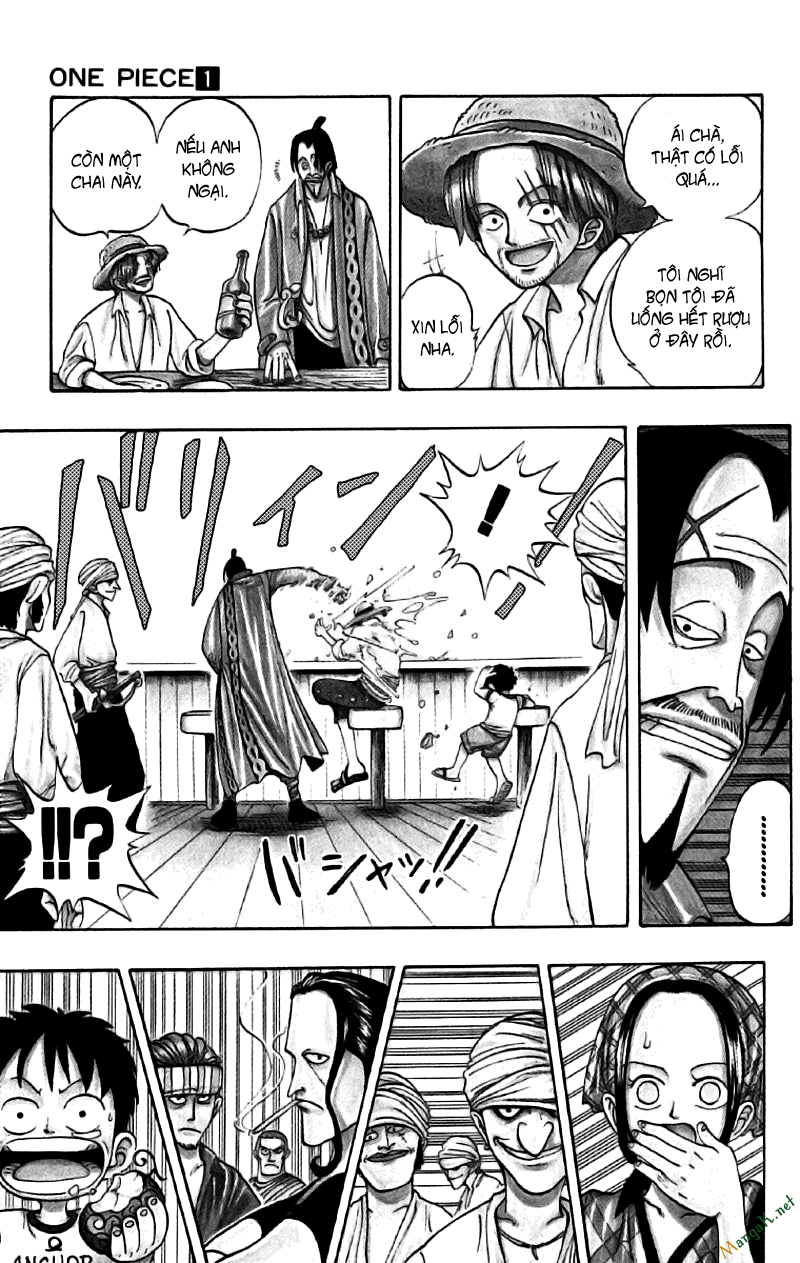 ONE PIECE 1
ÁI CHÀ,
THẬT CÓ LỖI
QUÁ...
TÔI NGHĨ
BỌN TÔI ĐÃ
UỐNG HẾT RƯỢU
Ở ĐÂY RỒI.
XIN LỖI
NHA.
NẾU ANH
KHÔNG
NGẠI.
CÒN MỘT
CHAI NÀY.
............
!
バリィン
!!?
バシャッ!!
ANCHOR
MangaK.net